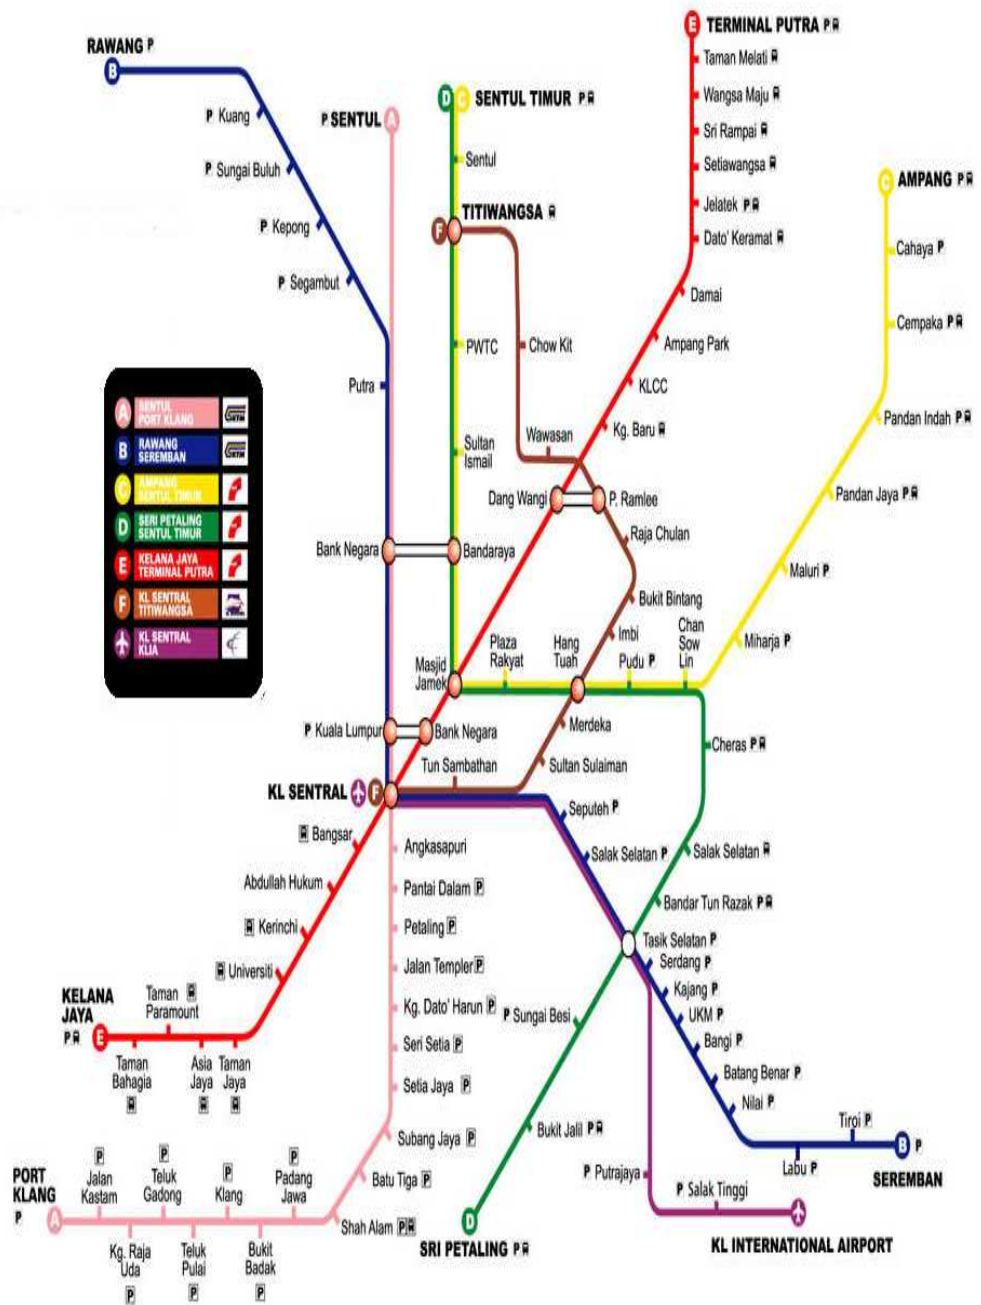 RAWANG P
B
P Kuang
P Sungai Buluh
P Kepong
P Segambut
Putra
P SENTUL A
D C SENTUL TIMUR P
Sentul
F TITIWANGSA
PWTC
Sultan
Ismail
Chow Kit
Wawasan
E TERMINAL PUTRA P
Taman Melati
Wangsa Maju
Sri Rampai
Setiawangsa
Jelatek P
Dato' Keramat
Damai
Ampang Park
KLCC
Kg. Baru
C AMPANG P
Cahaya P
Cempaka P
Pandan Indah P
Pandan Jaya P
Maluri P
Miharja P
A SENTUL
PORT KLANG
B RAWANG
SEREMBAN
C AMPANG
SENTUL TIMUR
D SERI PETALING
SENTUL TIMUR
E KELANA JAYA
TERMINAL PUTRA
F KL SENTRAL
TITIWANGSA
KL SENTRAL
KLIA
Dang Wangi
P. Ramlee
Raja Chulan
Bank Negara
Bandaraya
Bukit Bintang
Imbi
Masjid
Jamek
Plaza
Rakyat
Hang
Tuah
Pudu P
Chan
Sow
Lin
Merdeka
Sultan Sulaiman
Cheras P
P Kuala Lumpur
Bank Negara
Tun Sambathan
KL SENTRAL F
Seputeh P
Salak Selatan P
Salak Selatan
Bandar Tun Razak P
Tasik Selatan P
Serdang P
Kajang P
UKM P
Bangi P
Batang Benar P
Nilai P
Tiroi P
Labu P
B P
SEREMBAN
Bangsar
Abdullah Hukum
Kerinchi
Universiti
KELANA
JAYA
P E
Taman
Paramount
Taman
Bahagia
Asia
Jaya
Taman
Jaya
Angkasapuri
Pantai Dalam P
Petaling P
Jalan Templer P
Kg. Dato' Harun P
Seri Setia P
Setia Jaya P
Subang Jaya P
Batu Tiga P
Shah Alam P
P Sungai Besi
Bukit Jalil P
D
SRI PETALING P
P Putrajaya
P Salak Tinggi
KL INTERNATIONAL AIRPORT
PORT
KLANG
P A
P
Jalan
Kastam
P
Teluk
Gadong
P
Klang
P
Padang
Jawa
Kg. Raja
Uda
P
Teluk
Pulai
P
Bukit
Badak
P